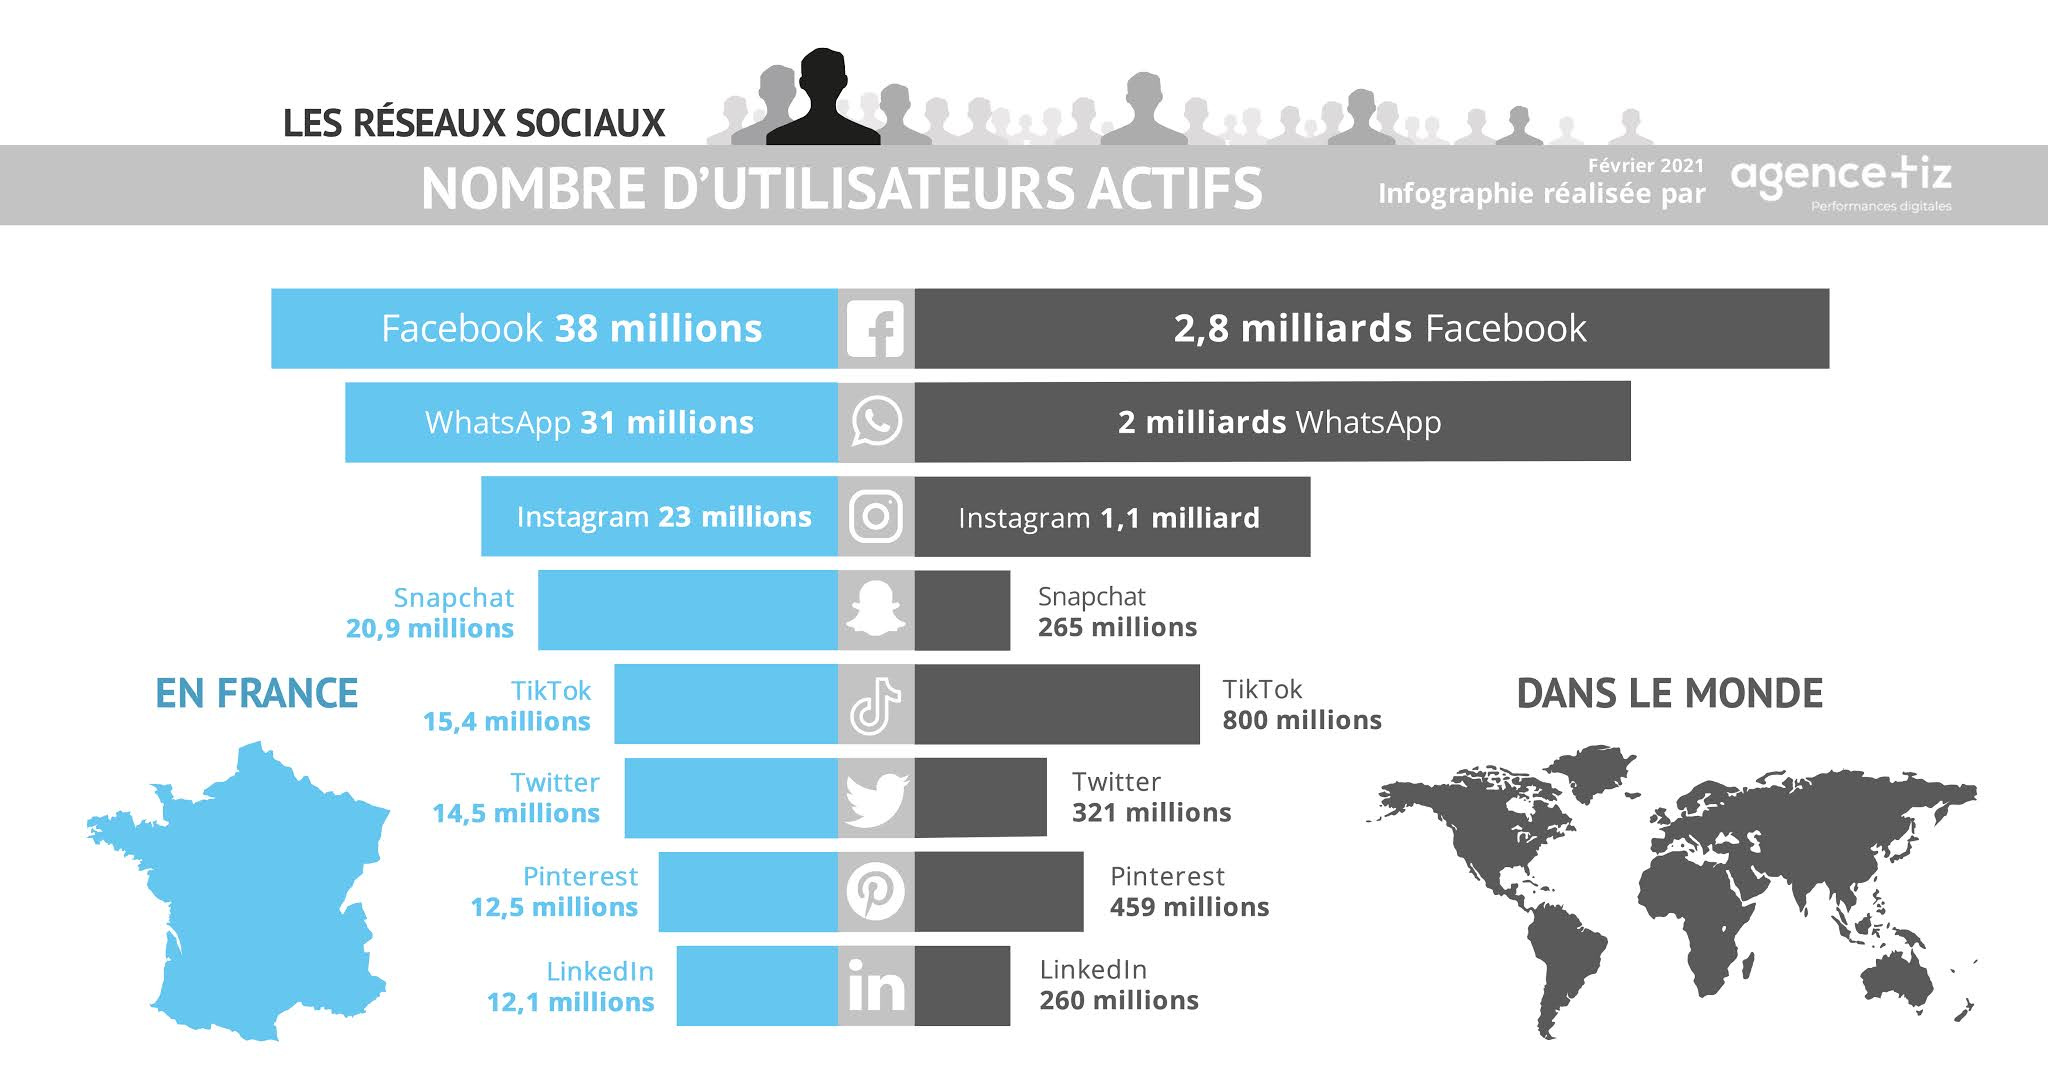 LES RÉSEAUX SOCIAUX
NOMBRE D'UTILISATEURS ACTIFS
Février 2021
Infographie réalisée par
agence tiz
Performances digitales
Facebook 38 millions
2,8 milliards Facebook
WhatsApp 31 millions
2 milliards WhatsApp
Instagram 23 millions
Instagram 1,1 milliard
Snapchat
20,9 millions
Snapchat
265 millions
EN FRANCE
TikTok
15,4 millions
TikTok
800 millions
DANS LE MONDE
Twitter
14,5 millions
Twitter
321 millions
Pinterest
12,5 millions
Pinterest
459 millions
LinkedIn
12,1 millions
in
LinkedIn
260 millions